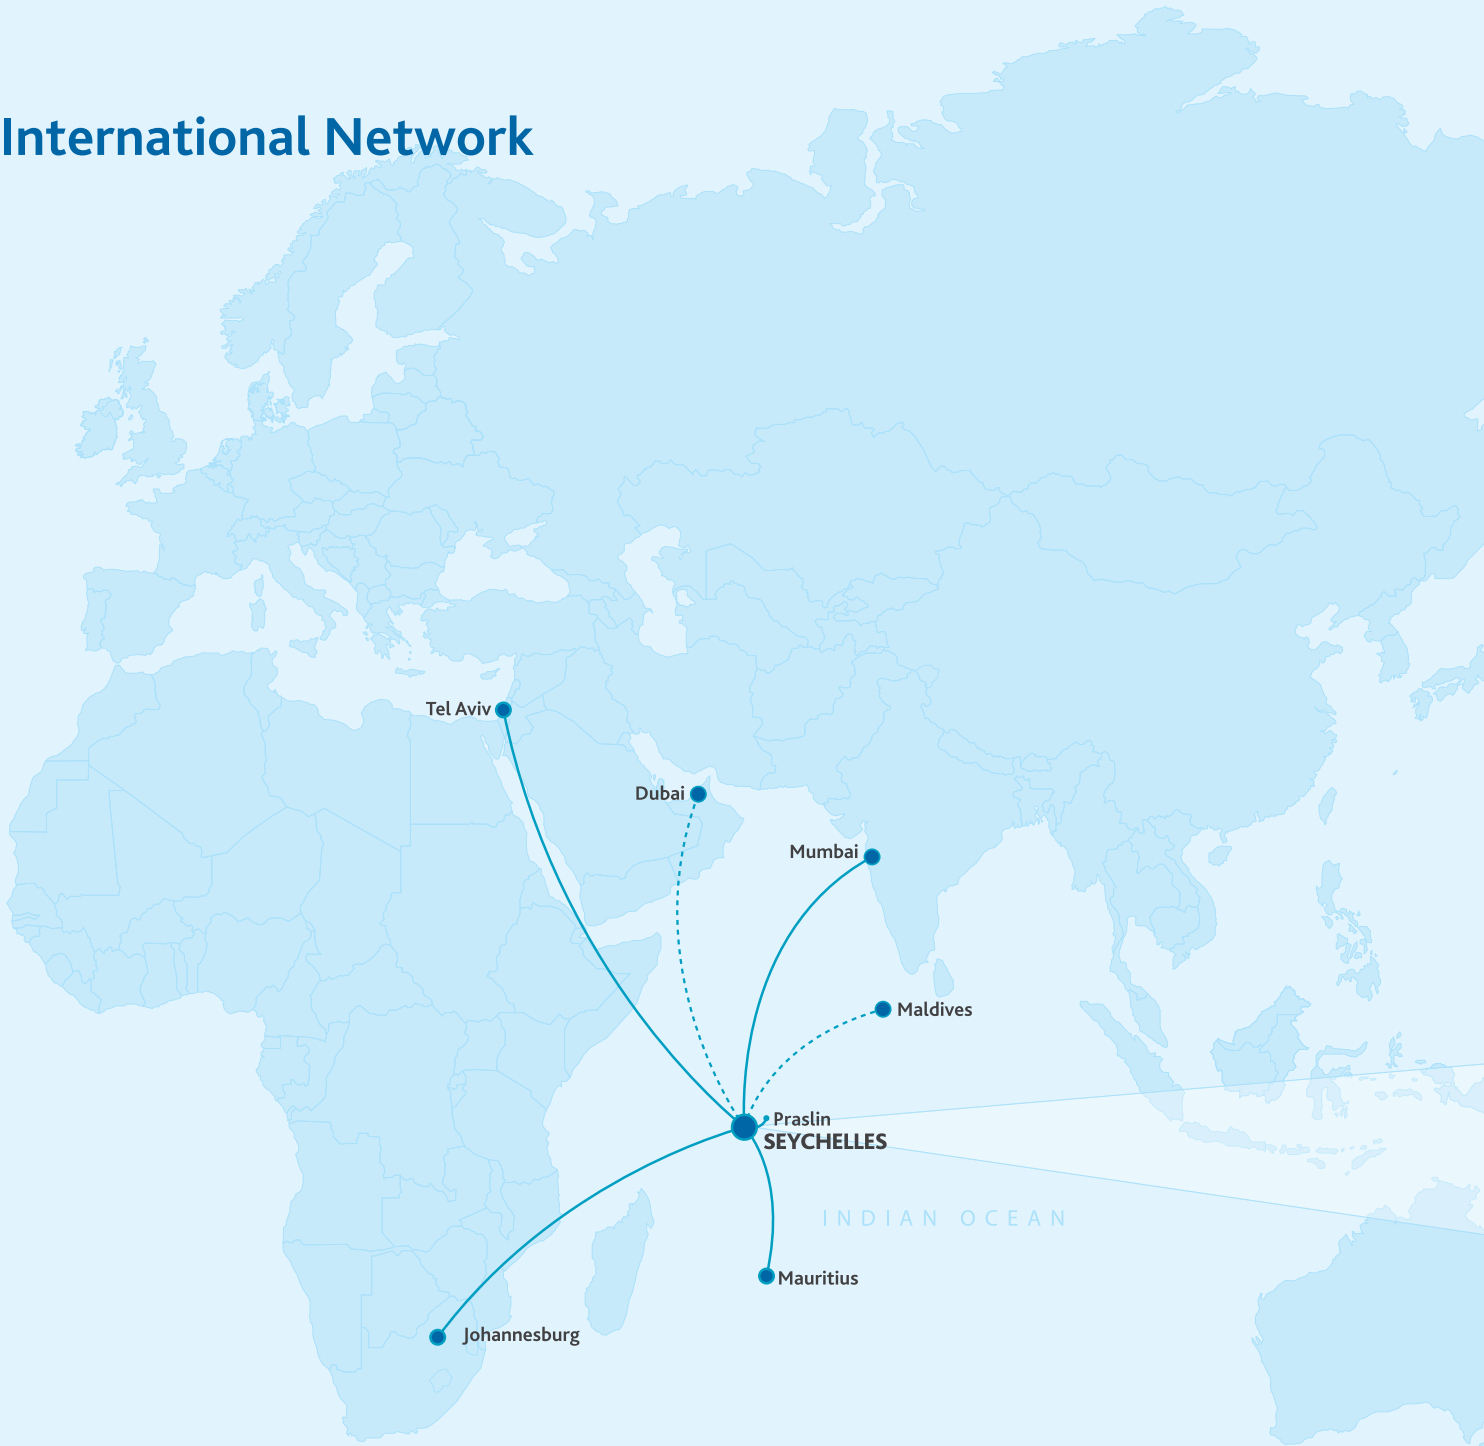 International Network
Tel Aviv
Dubai
Mumbai
Maldives
Praslin
SEYCHELLES
INDIAN OCEAN
Mauritius
Johannesburg